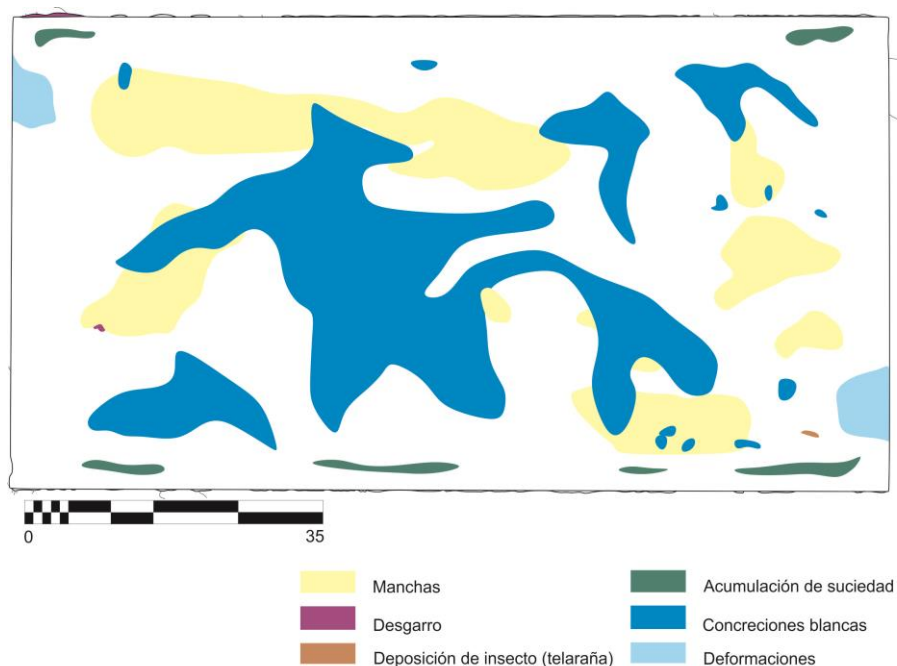 0 35
Manchas
Desgarro
Deposición de insecto (telaraña)
Acumulación de suciedad
Concreciones blancas
Deformaciones